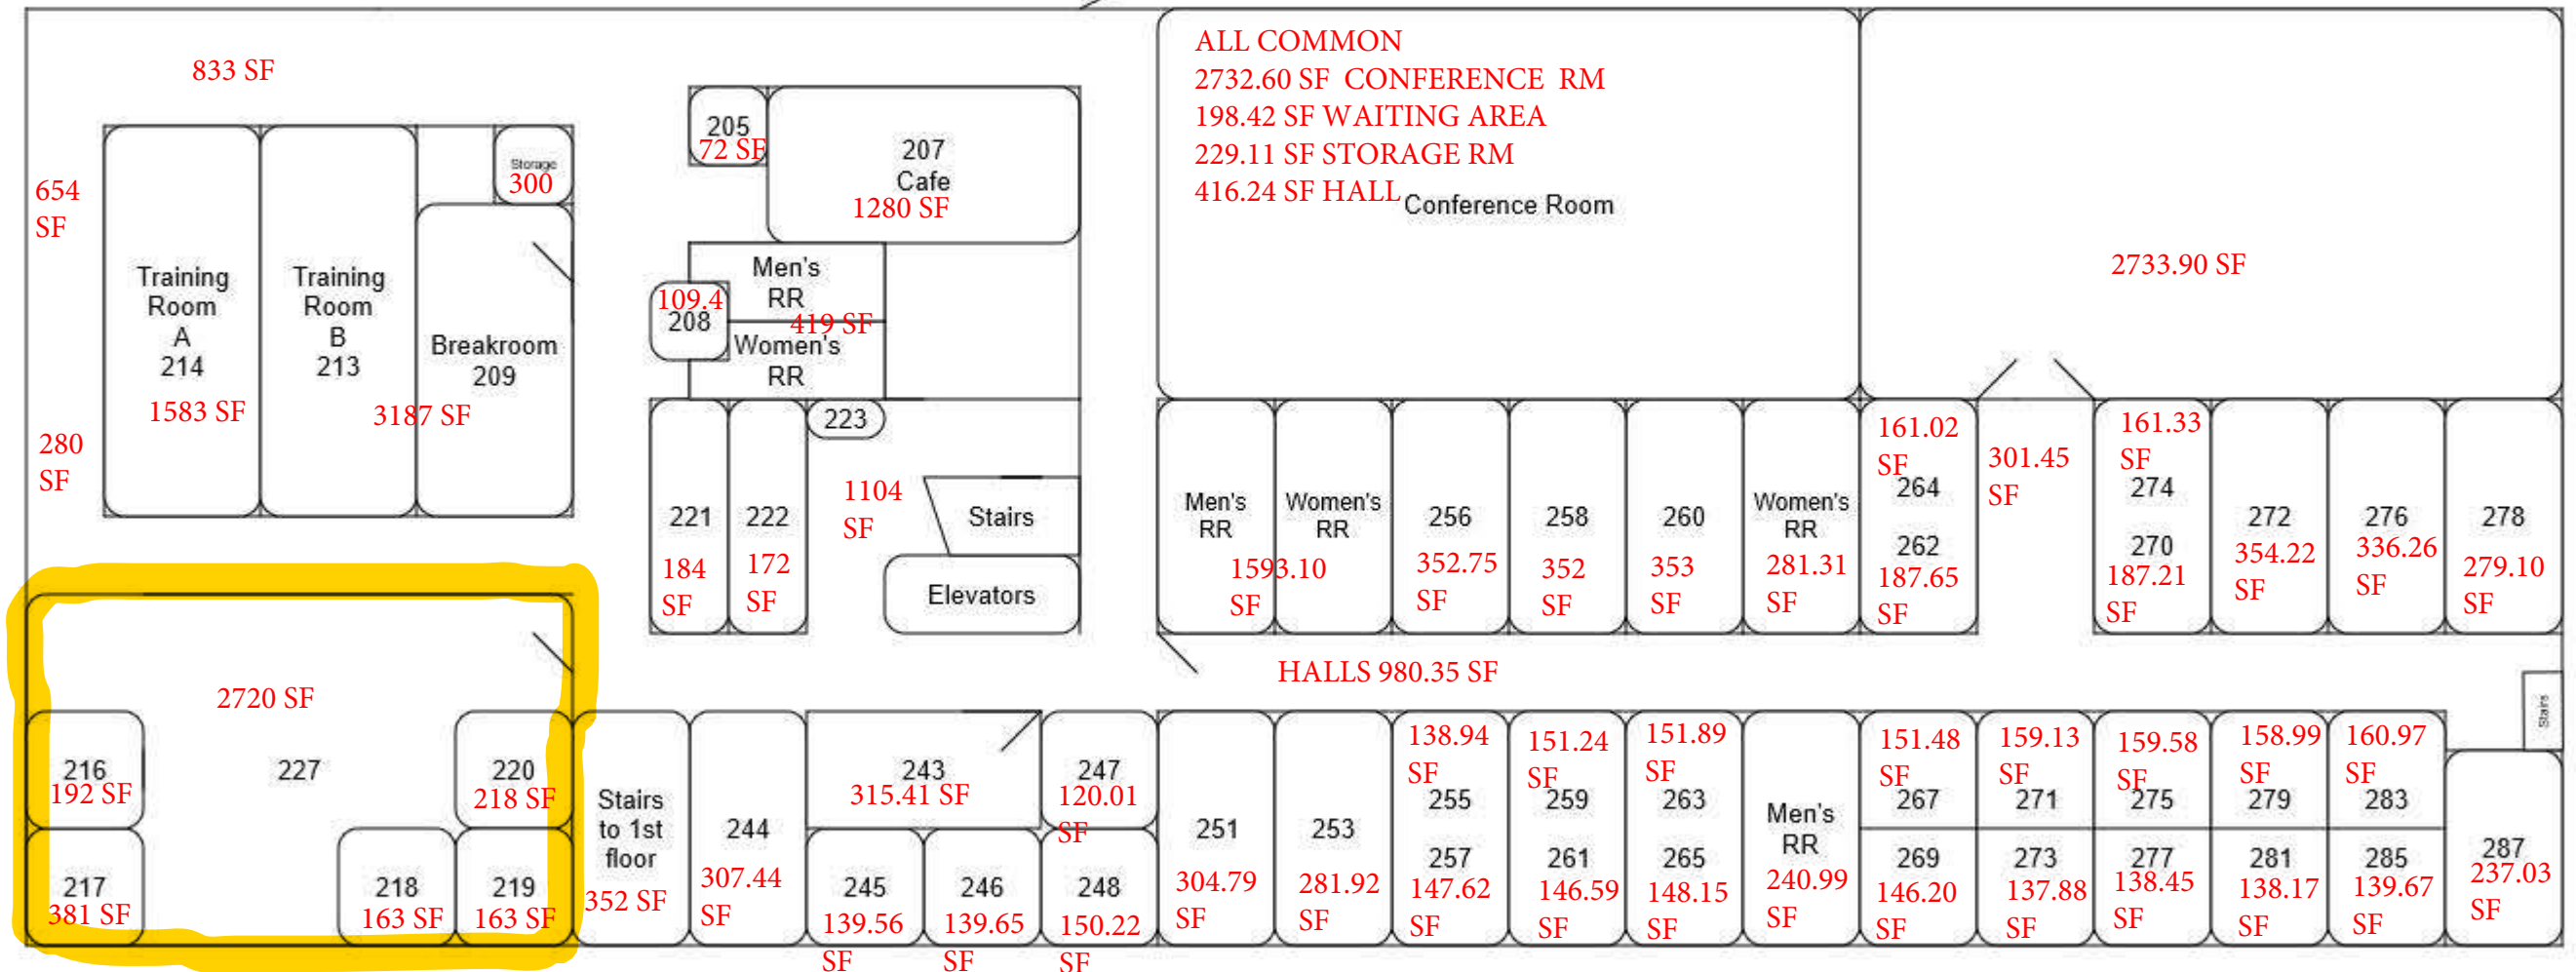 833 SF
654
SF
280
SF
Training
Room
A
214
1583 SF
Training
Room
B
213
3187 SF
Storage
300
Breakroom
209
205
72 SF
207
Cafe
1280 SF
Men's
RR
109.4
208
419 SF
Women's
RR
221
184
SF
222
172
SF
223
1104
SF
Stairs
Elevators
ALL COMMON
2732.60 SF CONFERENCE RM
198.42 SF WAITING AREA
229.11 SF STORAGE RM
416.24 SF HALL
Conference Room
2733.90 SF
Men's
RR
Women's
RR
1593.10
SF
256
352.75
SF
258
352
SF
260
353
SF
Women's
RR
281.31
SF
161.02
SF
264
262
187.65
SF
301.45
SF
161.33
SF
274
270
187.21
SF
272
354.22
SF
276
336.26
SF
278
279.10
SF
HALLS 980.35 SF
Stairs
2720 SF
216
192 SF
227
220
218 SF
217
381 SF
218
163 SF
219
163 SF
Stairs
to 1st
floor
352 SF
244
307.44
SF
243
315.41 SF
247
120.01
SF
245
139.56
SF
246
139.65
SF
248
150.22
SF
251
304.79
SF
253
281.92
SF
138.94
SF
255
257
147.62
SF
151.24
SF
259
261
146.59
SF
151.89
SF
263
265
148.15
SF
Men's
RR
240.99
SF
151.48
SF
267
269
146.20
SF
159.13
SF
271
273
137.88
SF
159.58
SF
275
277
138.45
SF
158.99
SF
279
281
138.17
SF
160.97
SF
283
285
139.67
SF
287
237.03
SF